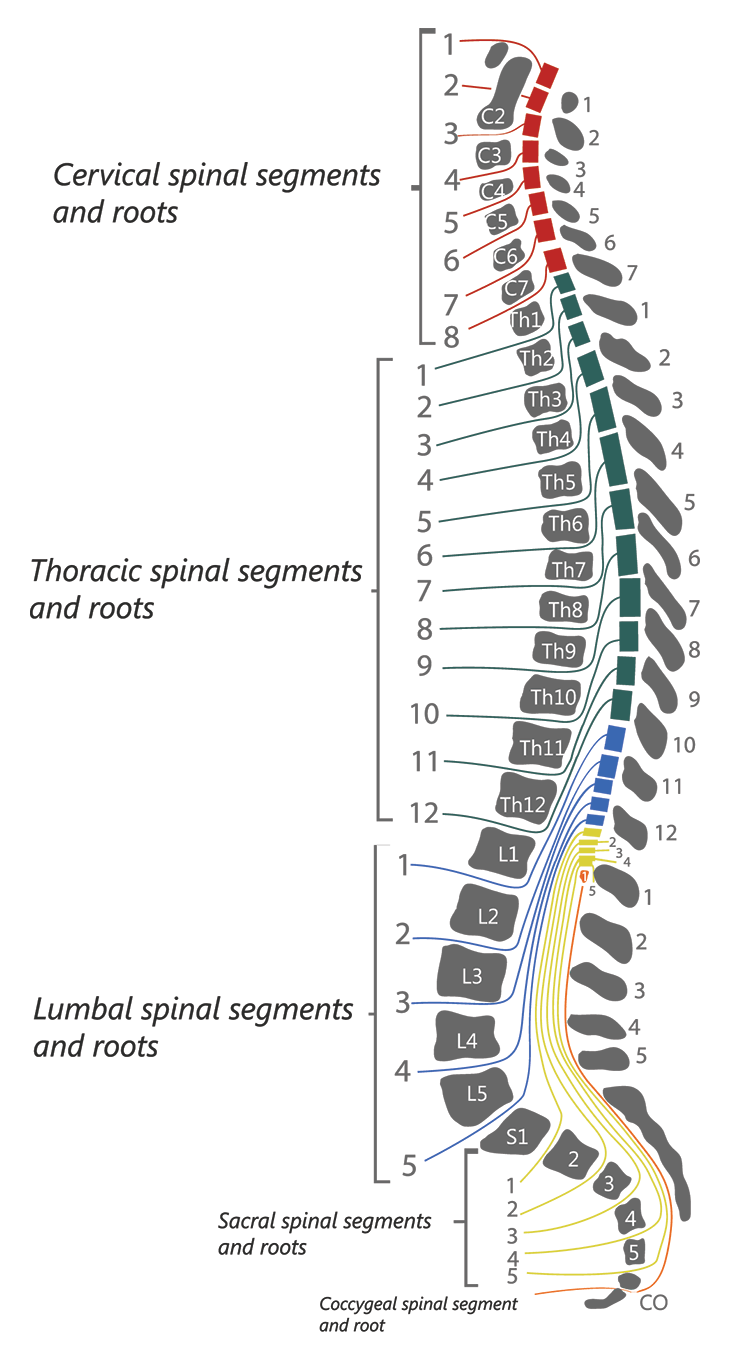 Cervical spinal segments
and roots
1
2
3
4
5
6
7
8
C2
C3
C4
C5
C6
C7
Th1
1
2
3
4
5
6
7
Thoracic spinal segments
and roots
1
2
3
4
5
6
7
8
9
10
11
12
Th2
Th3
Th4
Th5
Th6
Th7
Th8
Th9
Th10
Th11
Th12
1
2
3
4
5
6
7
8
9
10
11
12
Lumbal spinal segments
and roots
1
2
3
4
5
L1
L2
L3
L4
L5
2
3
4
1
5
1
2
3
4
5
Sacral spinal segments
and roots
1
2
3
4
5
S1
2
3
4
5
Coccygeal spinal segment
and root
CO